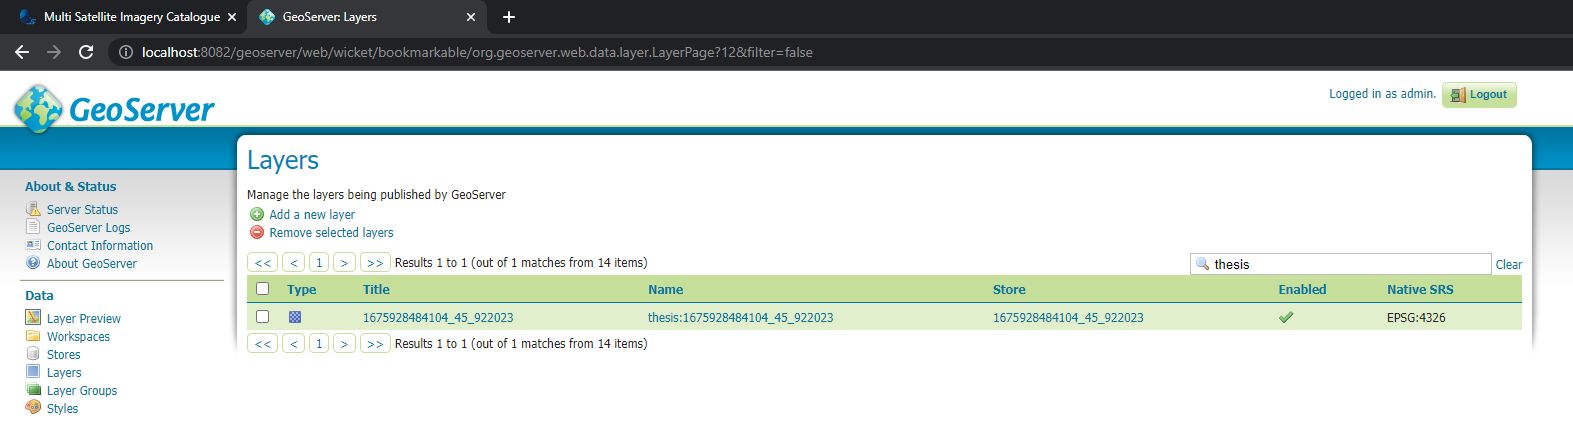 Multi Satellite Imagery Catalogue
GeoServer: Layers
localhost:8082/geoserver/web/wicket/bookmarkable/org.geoserver.web.data.layer.LayerPage?12&filter=false
GeoServer
Logged in as admin.
Logout
About & Status
Server Status
GeoServer Logs
Contact Information
About GeoServer
Data
Layer Preview
Workspaces
Stores
Layers
Layer Groups
Styles
Layers
Manage the layers being published by GeoServer
Add a new layer
Remove selected layers
<< < 1 > >> Results 1 to 1 (out of 1 matches from 14 items)
thesis Clear
Type Title Name Store Enabled Native SRS
1675928484104_45_922023 thesis:1675928484104_45_922023 1675928484104_45_922023 EPSG:4326
<< < 1 > >> Results 1 to 1 (out of 1 matches from 14 items)